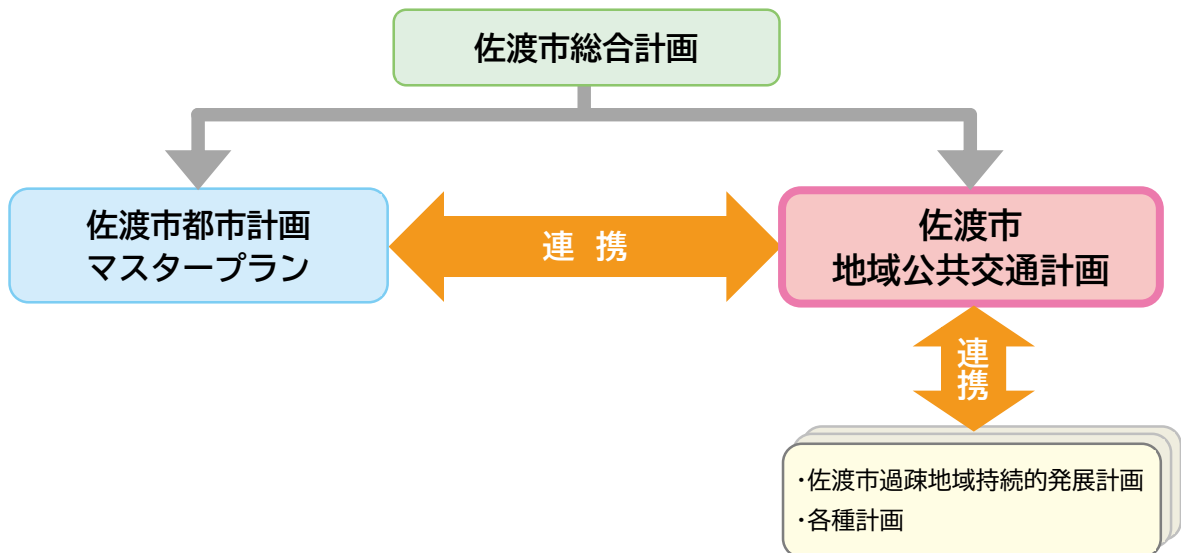 佐渡市総合計画
佐渡市都市計画
マスタープラン
連 携
佐渡市
地域公共交通計画
連
携
・佐渡市過疎地域持続的発展計画
・各種計画